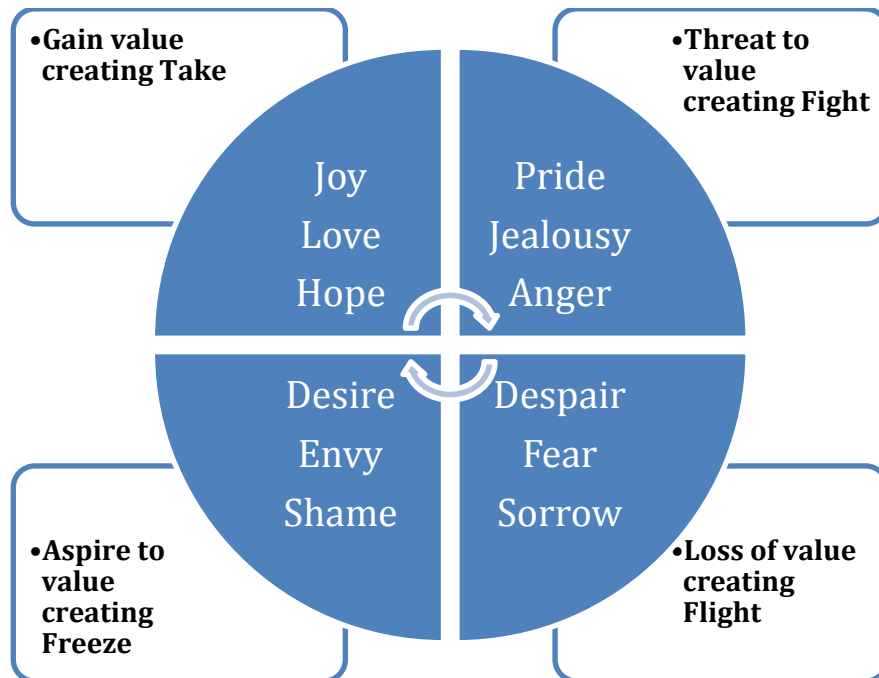 •Gain value
creating Take
•Threat to
value
creating Fight
Joy
Love
Hope
Pride
Jealousy
Anger
Desire
Envy
Shame
Despair
Fear
Sorrow
•Aspire to
value
creating
Freeze
•Loss of value
creating
Flight